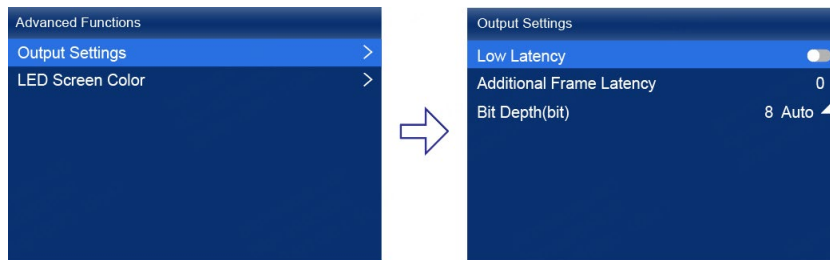 Advanced Functions
Output Settings
LED Screen Color
Output Settings
Low Latency
Additional Frame Latency 0
Bit Depth(bit) 8 Auto